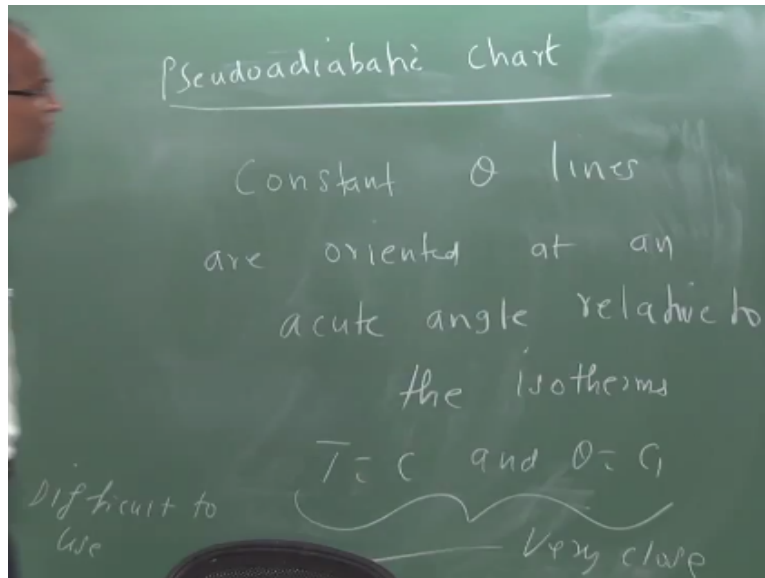 Pseudoadiabatic chart
Constant θ lines
are oriented at an
acute angle relative to
the isotherms
T = C and θ = C₁
Difficult to
use
Very close